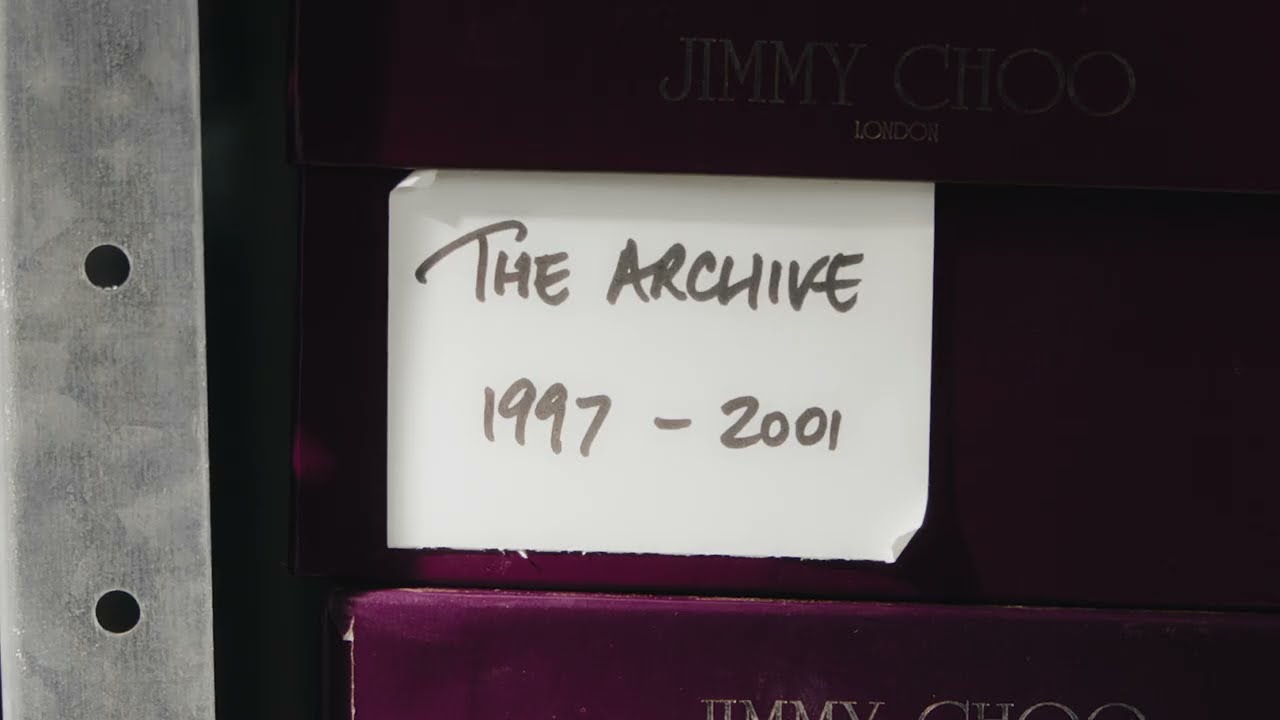 JIMMY CHOO
LONDON
THE ARCHIVE
1997 - 2001
JIMMY CHOO